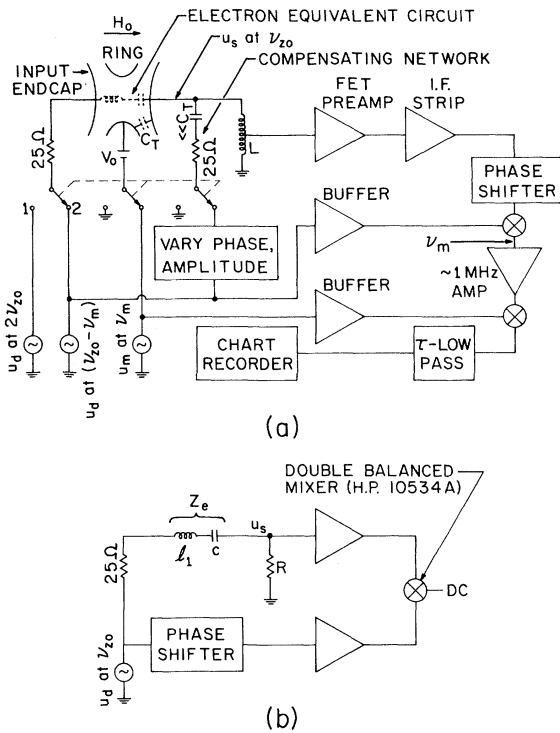 H₀
RING
ELECTRON EQUIVALENT CIRCUIT
uₛ at ν_z0
INPUT
ENDCAP
COMPENSATING NETWORK
FET
PREAMP
I.F.
STRIP
C_T
<<C_T
25Ω
V₀
25Ω
L
PHASE
SHIFTER
1
2
VARY PHASE,
AMPLITUDE
BUFFER
ν_m
~1 MHz
AMP
BUFFER
CHART
RECORDER
τ-LOW
PASS
u_d at 2ν_z0
u_d at (ν_z0-ν_m)
u_m at ν_m
(a)
DOUBLE BALANCED
MIXER (H.P. 10534A)
Z_e
uₛ
ℓ₁
c
R
25Ω
DC
PHASE
SHIFTER
u_d at ν_z0
(b)